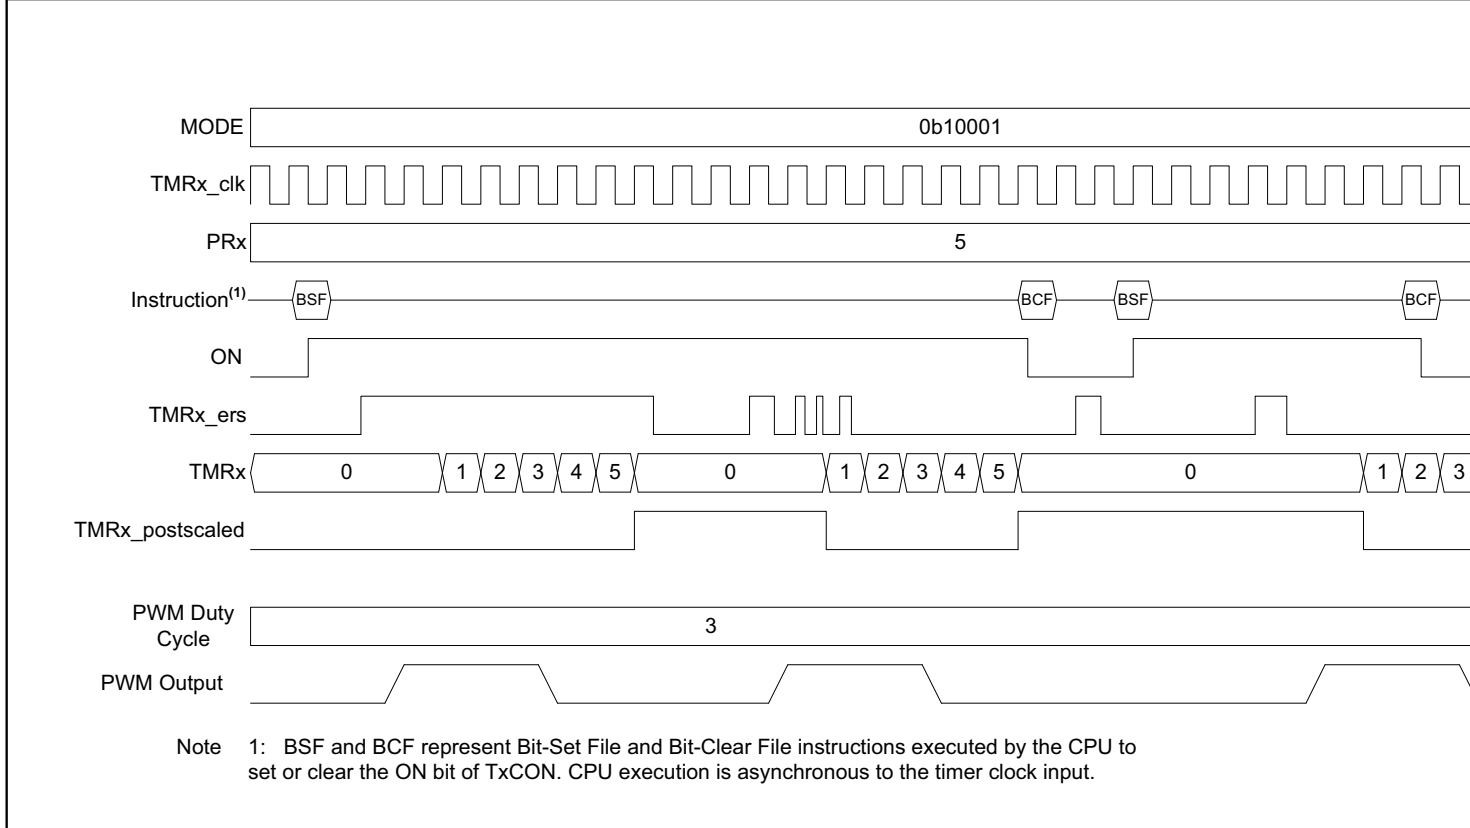 MODE 0b10001
TMRx_clk
PRx 5
Instruction(1) BSF BCF BSF BCF
ON
TMRx_ers
TMRx 0 1 2 3 4 5 0 1 2 3 4 5 0 1 2 3
TMRx_postscaled
PWM Duty
Cycle 3
PWM Output
Note 1: BSF and BCF represent Bit-Set File and Bit-Clear File instructions executed by the CPU to
set or clear the ON bit of TxCON. CPU execution is asynchronous to the timer clock input.